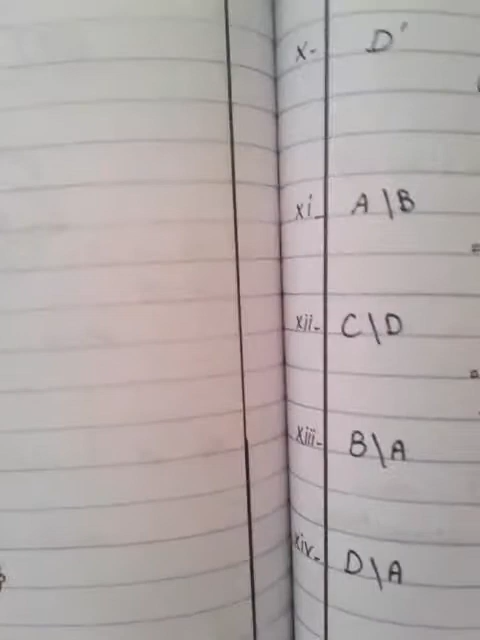 x- D'
xi- A \ B
xii- C \ D
xiii- B \ A
xiv- D \ A